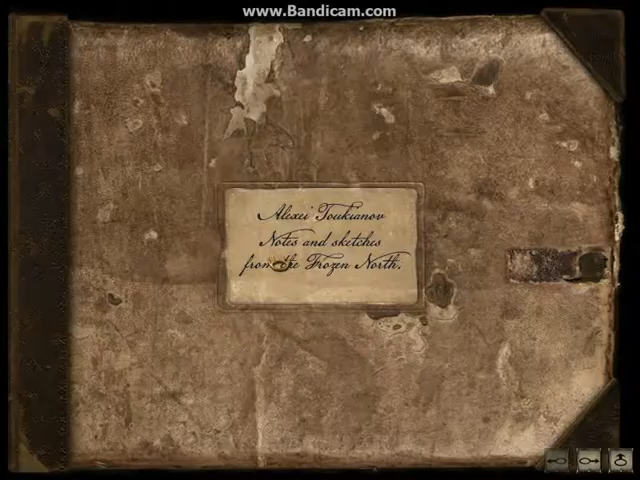 www.Bandicam.com
Alexei Toukianov
Notes and sketches
from the Frozen North.